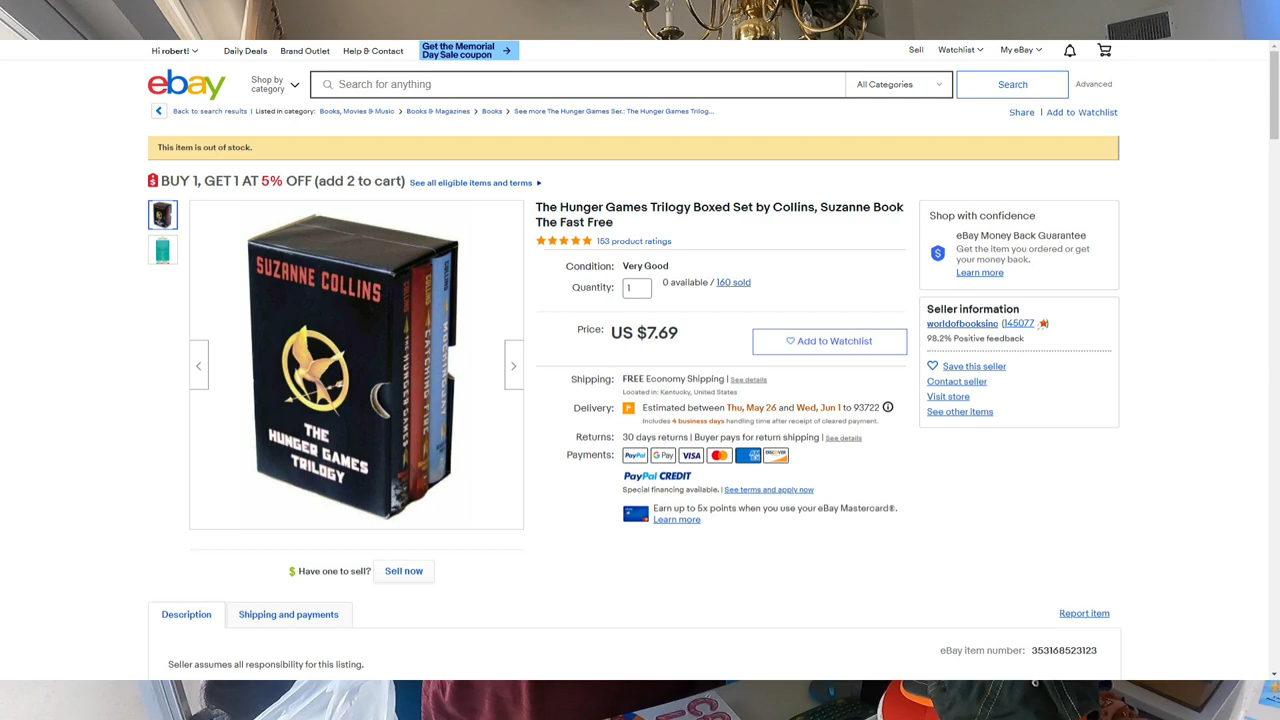 Hi robert!
Daily Deals
Brand Outlet
Help & Contact
Get the Memorial
Day Sale coupon
Sell
Watchlist
My eBay
ebay
Shop by
category
Search for anything
All Categories
Search
Advanced
Back to search results | Listed in category: Books, Movies & Music > Books & Magazines > Books > See more The Hunger Games Ser.: The Hunger Games Trilog...
Share | Add to Watchlist
This item is out of stock.
BUY 1, GET 1 AT 5% OFF (add 2 to cart) See all eligible items and terms
SUZANNE COLLINS
THE
HUNGER GAMES
TRILOGY
The Hunger Games Trilogy Boxed Set by Collins, Suzanne Book
The Fast Free
153 product ratings
Condition: Very Good
Quantity: 1 0 available / 160 sold
Price: US $7.69
Add to Watchlist
Shipping: FREE Economy Shipping | See details
Located in: Kentucky, United States
Delivery: Estimated between Thu, May 26 and Wed, Jun 1 to 93722
Includes 4 business days handling time after receipt of cleared payment.
Returns: 30 days returns | Buyer pays for return shipping | See details
Payments: PayPal G Pay VISA DISCOVER
PayPal CREDIT
Special financing available. | See terms and apply now
Earn up to 5x points when you use your eBay Mastercard®.
Learn more
Shop with confidence
eBay Money Back Guarantee
Get the item you ordered or get
your money back.
Learn more
Seller information
worldofbooksinc (145077)
98.2% Positive feedback
Save this seller
Contact seller
Visit store
See other items
$ Have one to sell? Sell now
Description
Shipping and payments
Report item
eBay item number: 353168523123
Seller assumes all responsibility for this listing.